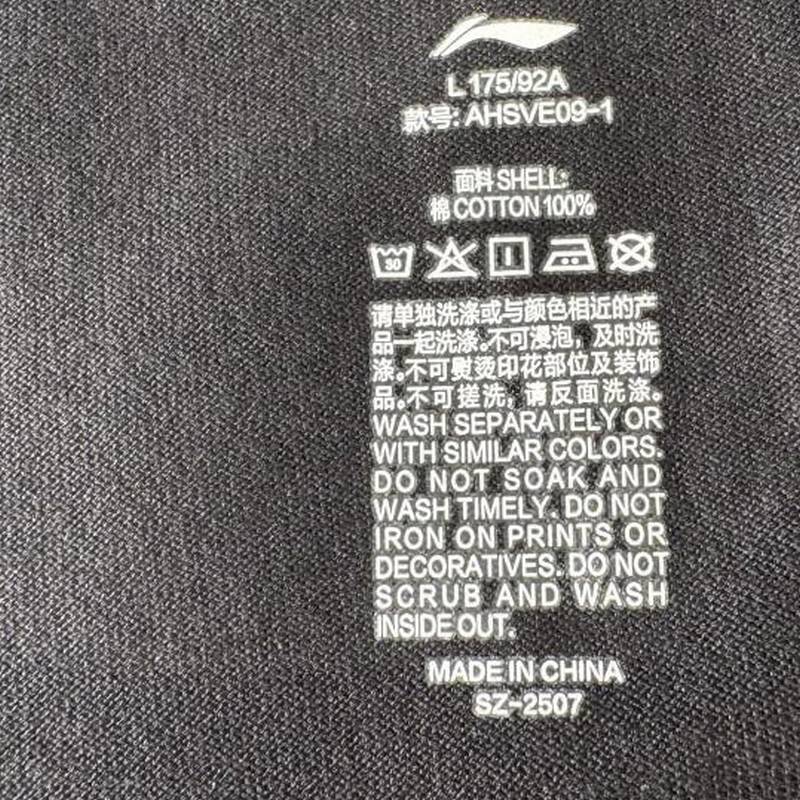 L 175/92A
款号: AHSVE09-1
面料 SHELL:
棉 COTTON 100%
30
请单独洗涤或与颜色相近的产
品一起洗涤。不可浸泡，及时洗
涤。不可熨烫印花部位及装饰
品。不可搓洗，请反面洗涤。
WASH SEPARATELY OR
WITH SIMILAR COLORS.
DO NOT SOAK AND
WASH TIMELY. DO NOT
IRON ON PRINTS OR
DECORATIVES. DO NOT
SCRUB AND WASH
INSIDE OUT.
MADE IN CHINA
SZ-2507